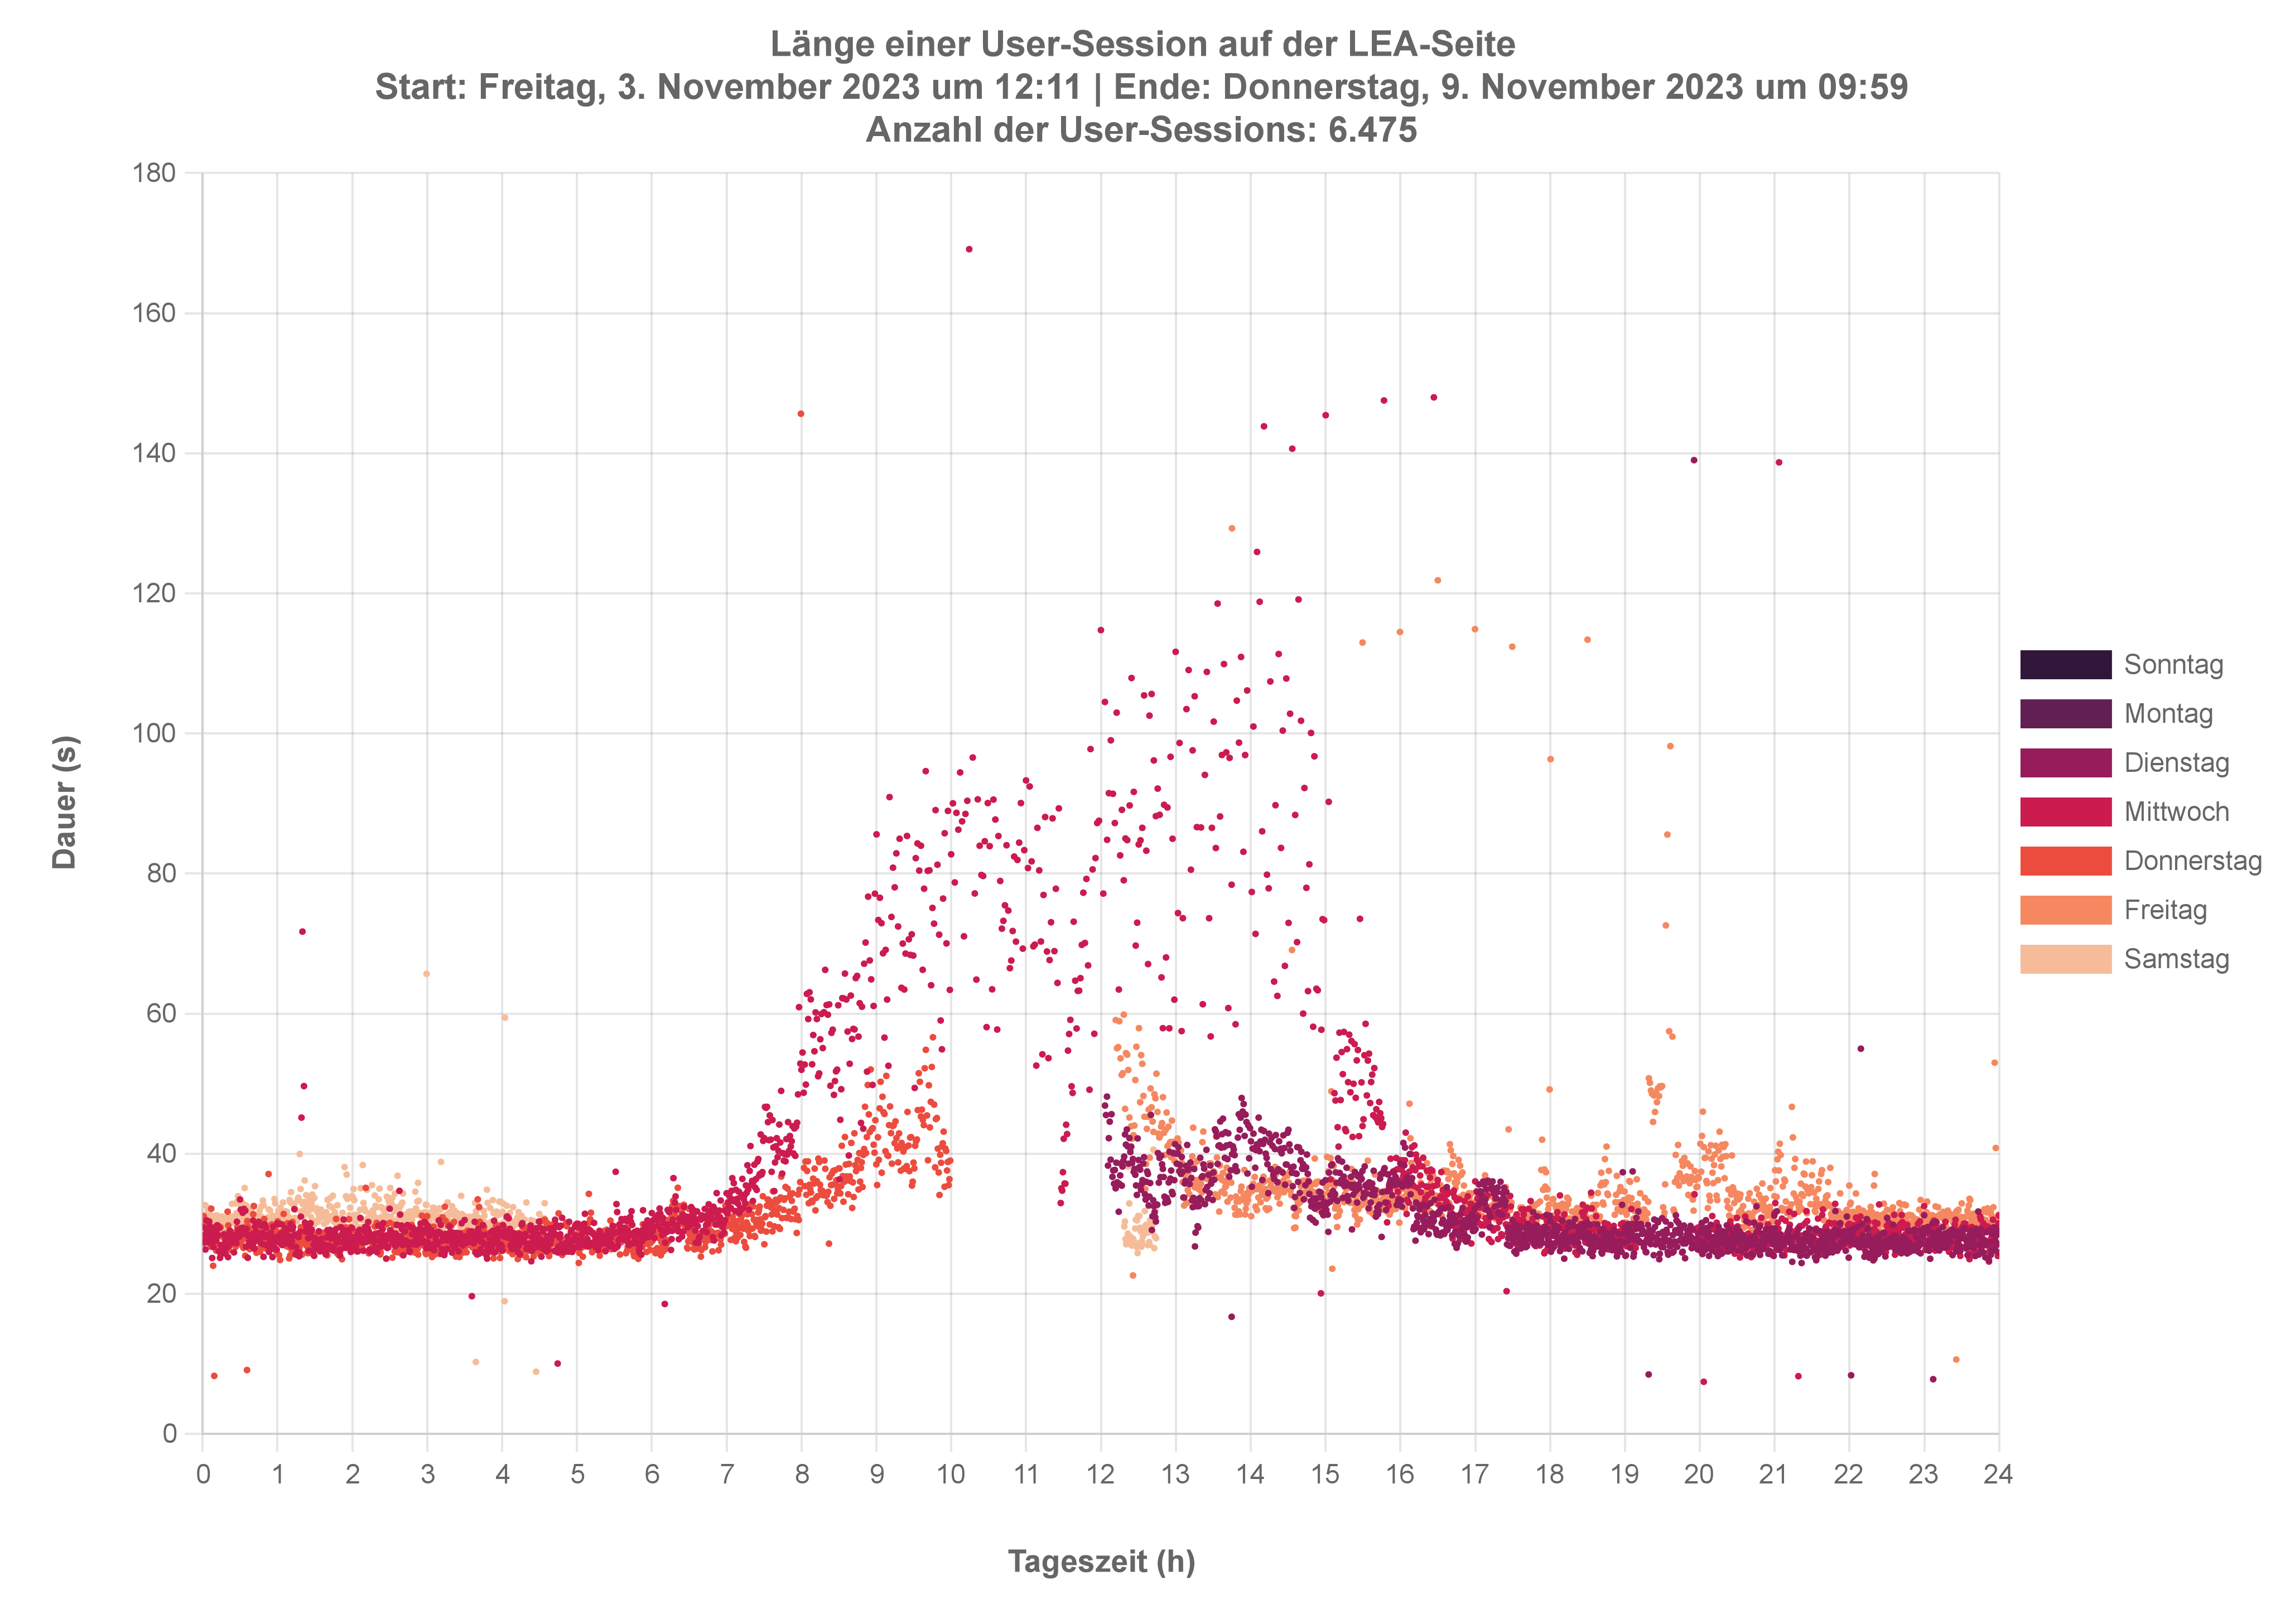 Länge einer User-Session auf der LEA-Seite
Start: Freitag, 3. November 2023 um 12:11 | Ende: Donnerstag, 9. November 2023 um 09:59
Anzahl der User-Sessions: 6.475
180
160
140
120
100
80
60
40
20
0
Dauer (s)
0 1 2 3 4 5 6 7 8 9 10 11 12 13 14 15 16 17 18 19 20 21 22 23 24
Tageszeit (h)
Sonntag
Montag
Dienstag
Mittwoch
Donnerstag
Freitag
Samstag